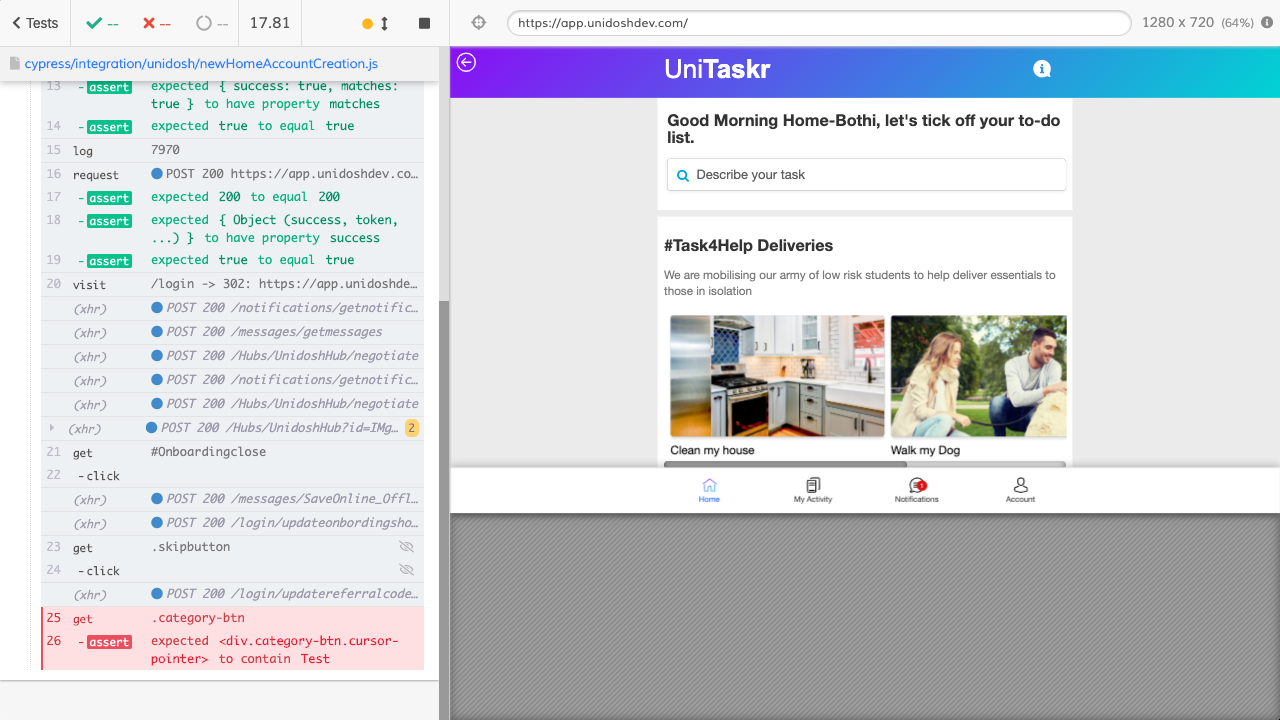 Tests
--
--
--
17.81
https://app.unidoshdev.com/
1280 x 720 (64%)
cypress/integration/unidosh/newHomeAccountCreation.js
13 - assert expected { success: true, matches:
true } to have property matches
14 - assert expected true to equal true
15 log 7970
16 request POST 200 https://app.unidoshdev.co…
17 - assert expected 200 to equal 200
18 - assert expected { Object (success, token,
...) } to have property success
19 - assert expected true to equal true
20 visit /login -> 302: https://app.unidoshde…
(xhr) POST 200 /notifications/getnotific…
(xhr) POST 200 /messages/getmessages
(xhr) POST 200 /Hubs/UnidoshHub/negotiate
(xhr) POST 200 /notifications/getnotific…
(xhr) POST 200 /Hubs/UnidoshHub/negotiate
(xhr) POST 200 /Hubs/UnidoshHub?id=IMg… 2
21 get #Onboardingclose
22 - click
(xhr) POST 200 /messages/SaveOnline_Offl…
(xhr) POST 200 /login/updateonbordingsho…
23 get .skipbutton
24 - click
(xhr) POST 200 /login/updatereferralcode…
25 get .category-btn
26 - assert expected <div.category-btn.cursor-
pointer> to contain Test
UniTaskr
Good Morning Home-Bothi, let's tick off your to-do
list.
Describe your task
#Task4Help Deliveries
We are mobilising our army of low risk students to help deliver essentials to
those in isolation
Clean my house
Walk my Dog
Home
My Activity
1
Notifications
Account